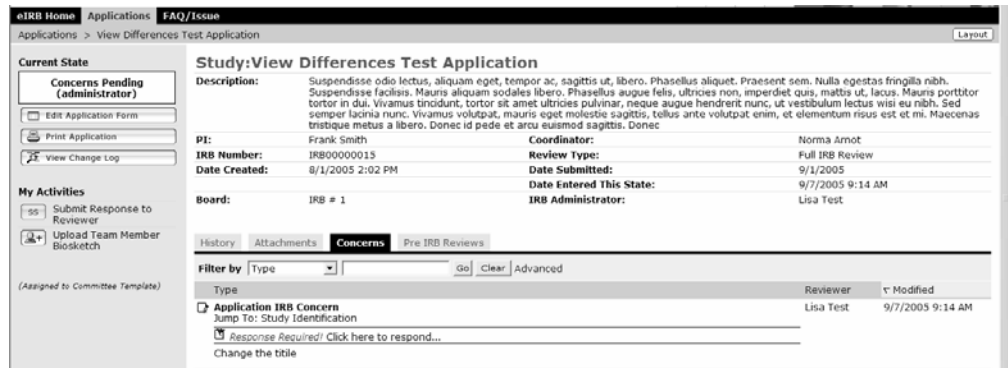 eIRB Home Applications FAQ/Issue
Applications > View Differences Test Application Layout
Current State
Concerns Pending
(administrator)
Edit Application Form
Print Application
View Change Log
My Activities
SS Submit Response to
Reviewer
Upload Team Member
Biosketch
(Assigned to Committee Template)
Study:View Differences Test Application
Description: Suspendisse odio lectus, aliquam eget, tempor ac, sagittis ut, libero. Phasellus aliquet. Praesent sem. Nulla egestas fringilla nibh.
Suspendisse facilisis. Mauris aliquam sodales libero. Phasellus augue felis, ultricies non, imperdiet quis, mattis ut, lacus. Mauris porttitor
tortor in dui. Vivamus tincidunt, tortor sit amet ultricies pulvinar, neque augue hendrerit nunc, ut vestibulum lectus wisi eu nibh. Sed
semper lacinia nunc. Vivamus volutpat, mauris eget molestie sagittis, tellus ante volutpat enim, et elementum risus est et mi. Maecenas
tristique metus a libero. Donec id pede et arcu euismod sagittis. Donec
PI: Frank Smith Coordinator: Norma Arnot
IRB Number: IRB00000015 Review Type: Full IRB Review
Date Created: 8/1/2005 2:02 PM Date Submitted: 9/1/2005
Date Entered This State: 9/7/2005 9:14 AM
Board: IRB # 1 IRB Administrator: Lisa Test
History Attachments Concerns Pre IRB Reviews
Filter by Type Go Clear Advanced
Type Reviewer Modified
Application IRB Concern Lisa Test 9/7/2005 9:14 AM
Jump To: Study Identification
Response Required! Click here to respond...
Change the titile